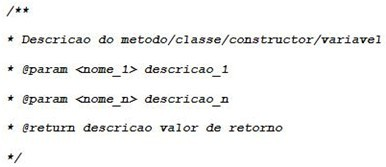 /**
* Descricao do metodo/classe/constructor/variavel
* @param <nome_1> descricao_1
* @param <nome_n> descricao_n
* @return descricao valor de retorno
*/